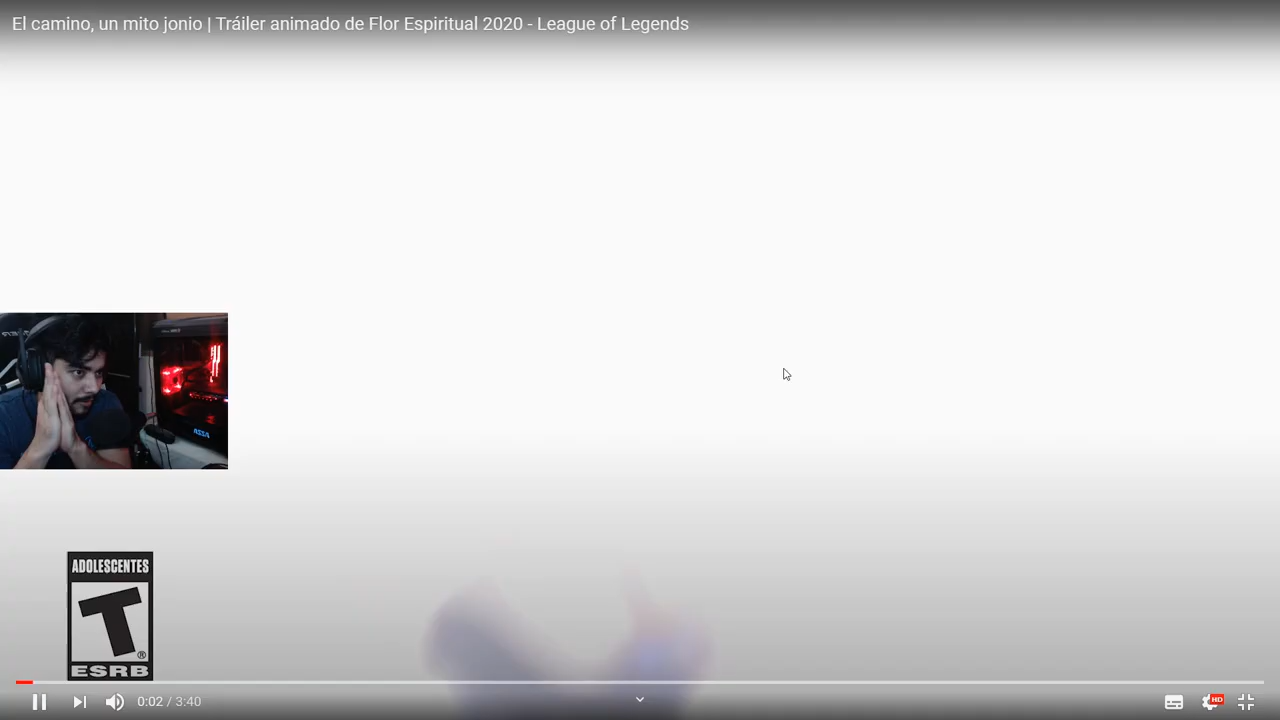 El camino, un mito jonio | Tráiler animado de Flor Espiritual 2020 - League of Legends
ADOLESCENTES
T
®
ESRB
0:02 / 3:40
HD